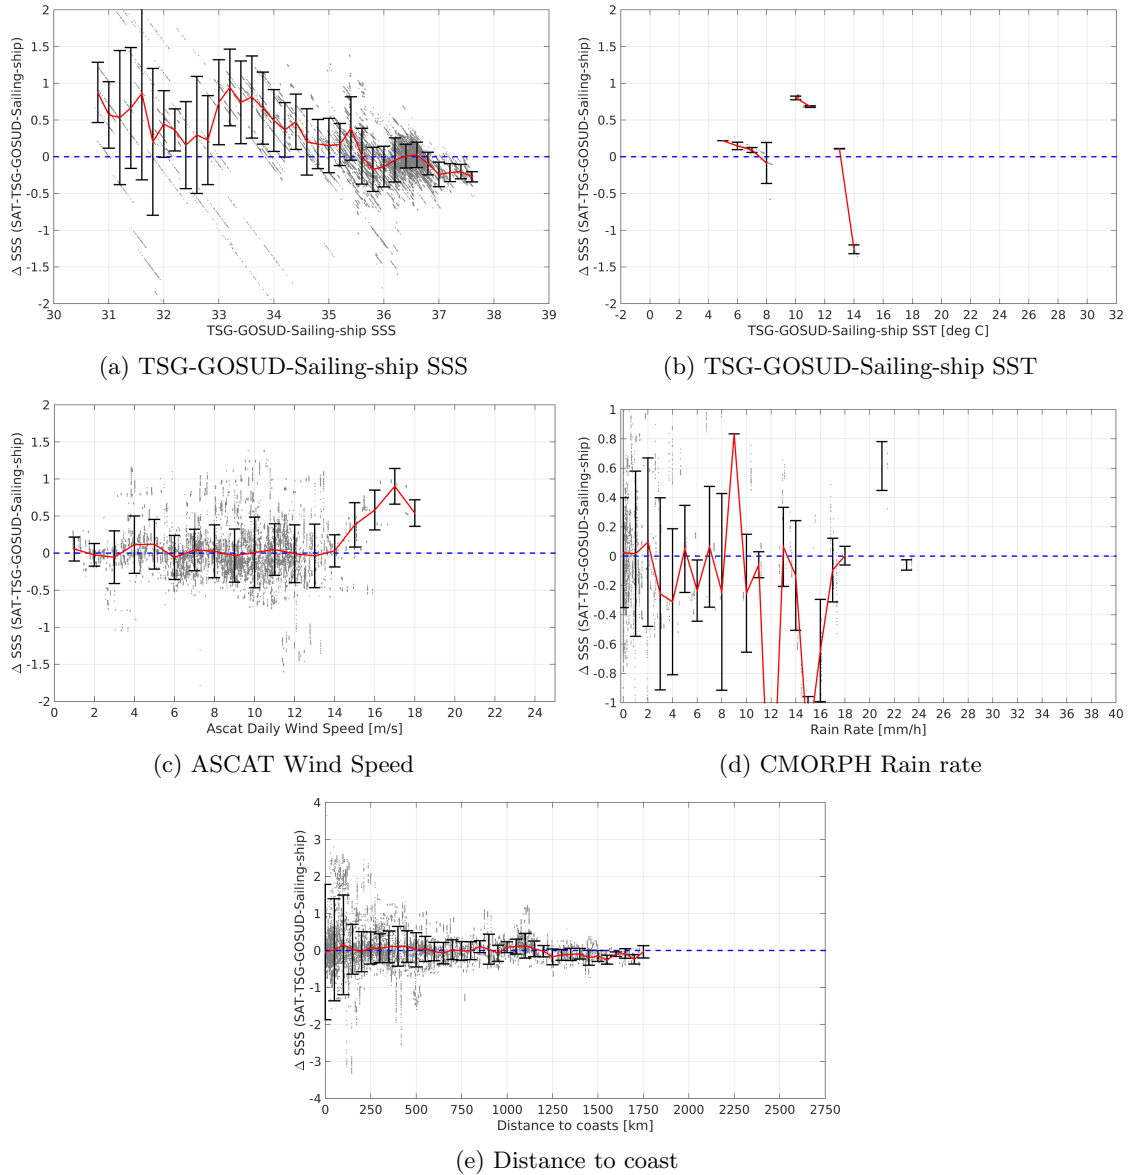 2
1.5
1
0.5
0
-0.5
-1
-1.5
-2
Δ SSS (SAT-TSG-GOSUD-Sailing-ship)
30 31 32 33 34 35 36 37 38 39
TSG-GOSUD-Sailing-ship SSS
(a) TSG-GOSUD-Sailing-ship SSS
2
1.5
1
0.5
0
-0.5
-1
-1.5
-2
Δ SSS (SAT-TSG-GOSUD-Sailing-ship)
-2 0 2 4 6 8 10 12 14 16 18 20 22 24 26 28 30 32
TSG-GOSUD-Sailing-ship SST [deg C]
(b) TSG-GOSUD-Sailing-ship SST
2
1.5
1
0.5
0
-0.5
-1
-1.5
-2
Δ SSS (SAT-TSG-GOSUD-Sailing-ship)
0 2 4 6 8 10 12 14 16 18 20 22 24
Ascat Daily Wind Speed [m/s]
(c) ASCAT Wind Speed
1
0.8
0.6
0.4
0.2
0
-0.2
-0.4
-0.6
-0.8
-1
Δ SSS (SAT-TSG-GOSUD-Sailing-ship)
0 2 4 6 8 10 12 14 16 18 20 22 24 26 28 30 32 34 36 38 40
Rain Rate [mm/h]
(d) CMORPH Rain rate
4
3
2
1
0
-1
-2
-3
-4
Δ SSS (SAT-TSG-GOSUD-Sailing-ship)
0 250 500 750 1000 1250 1500 1750 2000 2250 2500 2750
Distance to coasts [km]
(e) Distance to coast